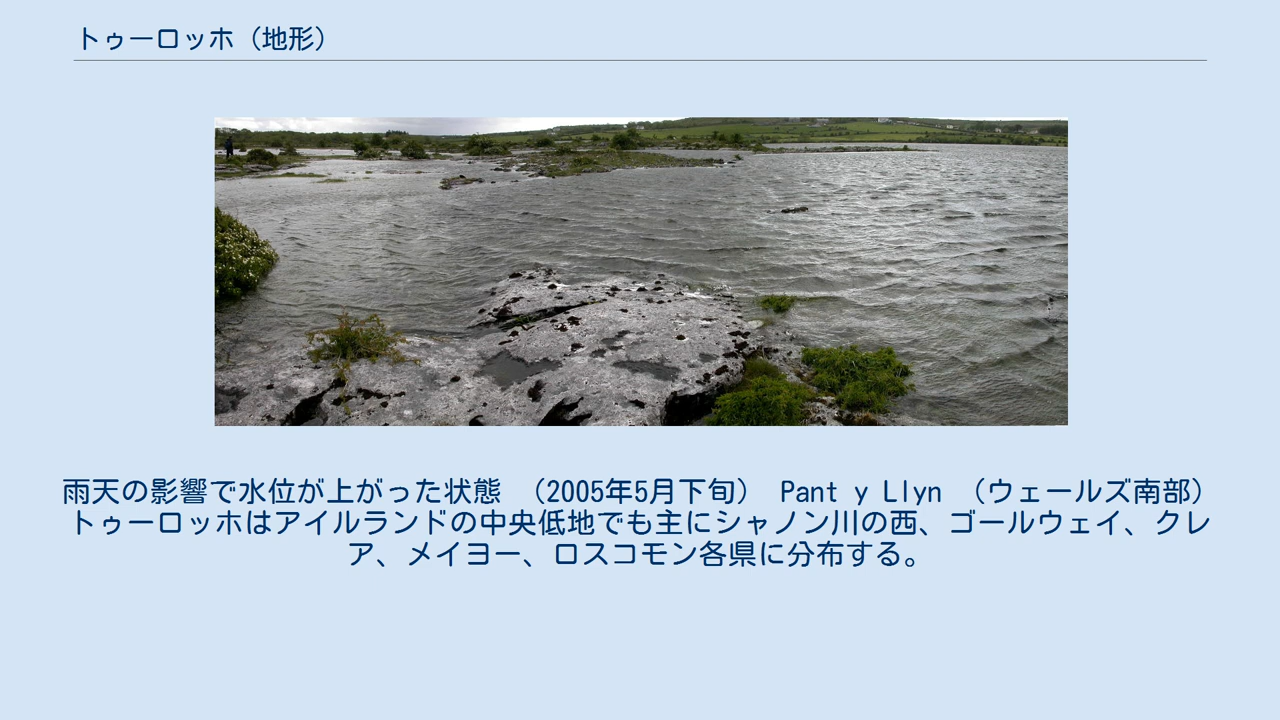 トゥーロッホ（地形）
雨天の影響で水位が上がった状態 （2005年5月下旬） Pant y Llyn （ウェールズ南部）
トゥーロッホはアイルランドの中央低地でも主にシャノン川の西、ゴールウェイ、クレ
ア、メイヨー、ロスコモン各県に分布する。